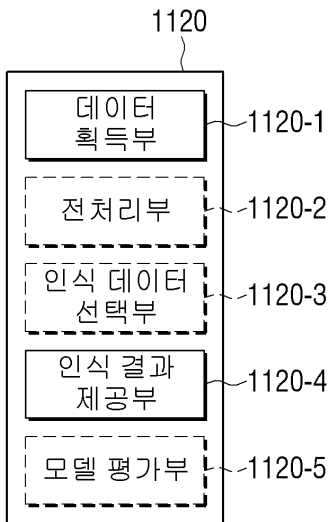 1120
데이터
획득부
1120-1
전처리부
1120-2
인식 데이터
선택부
1120-3
인식 결과
제공부
1120-4
모델 평가부
1120-5